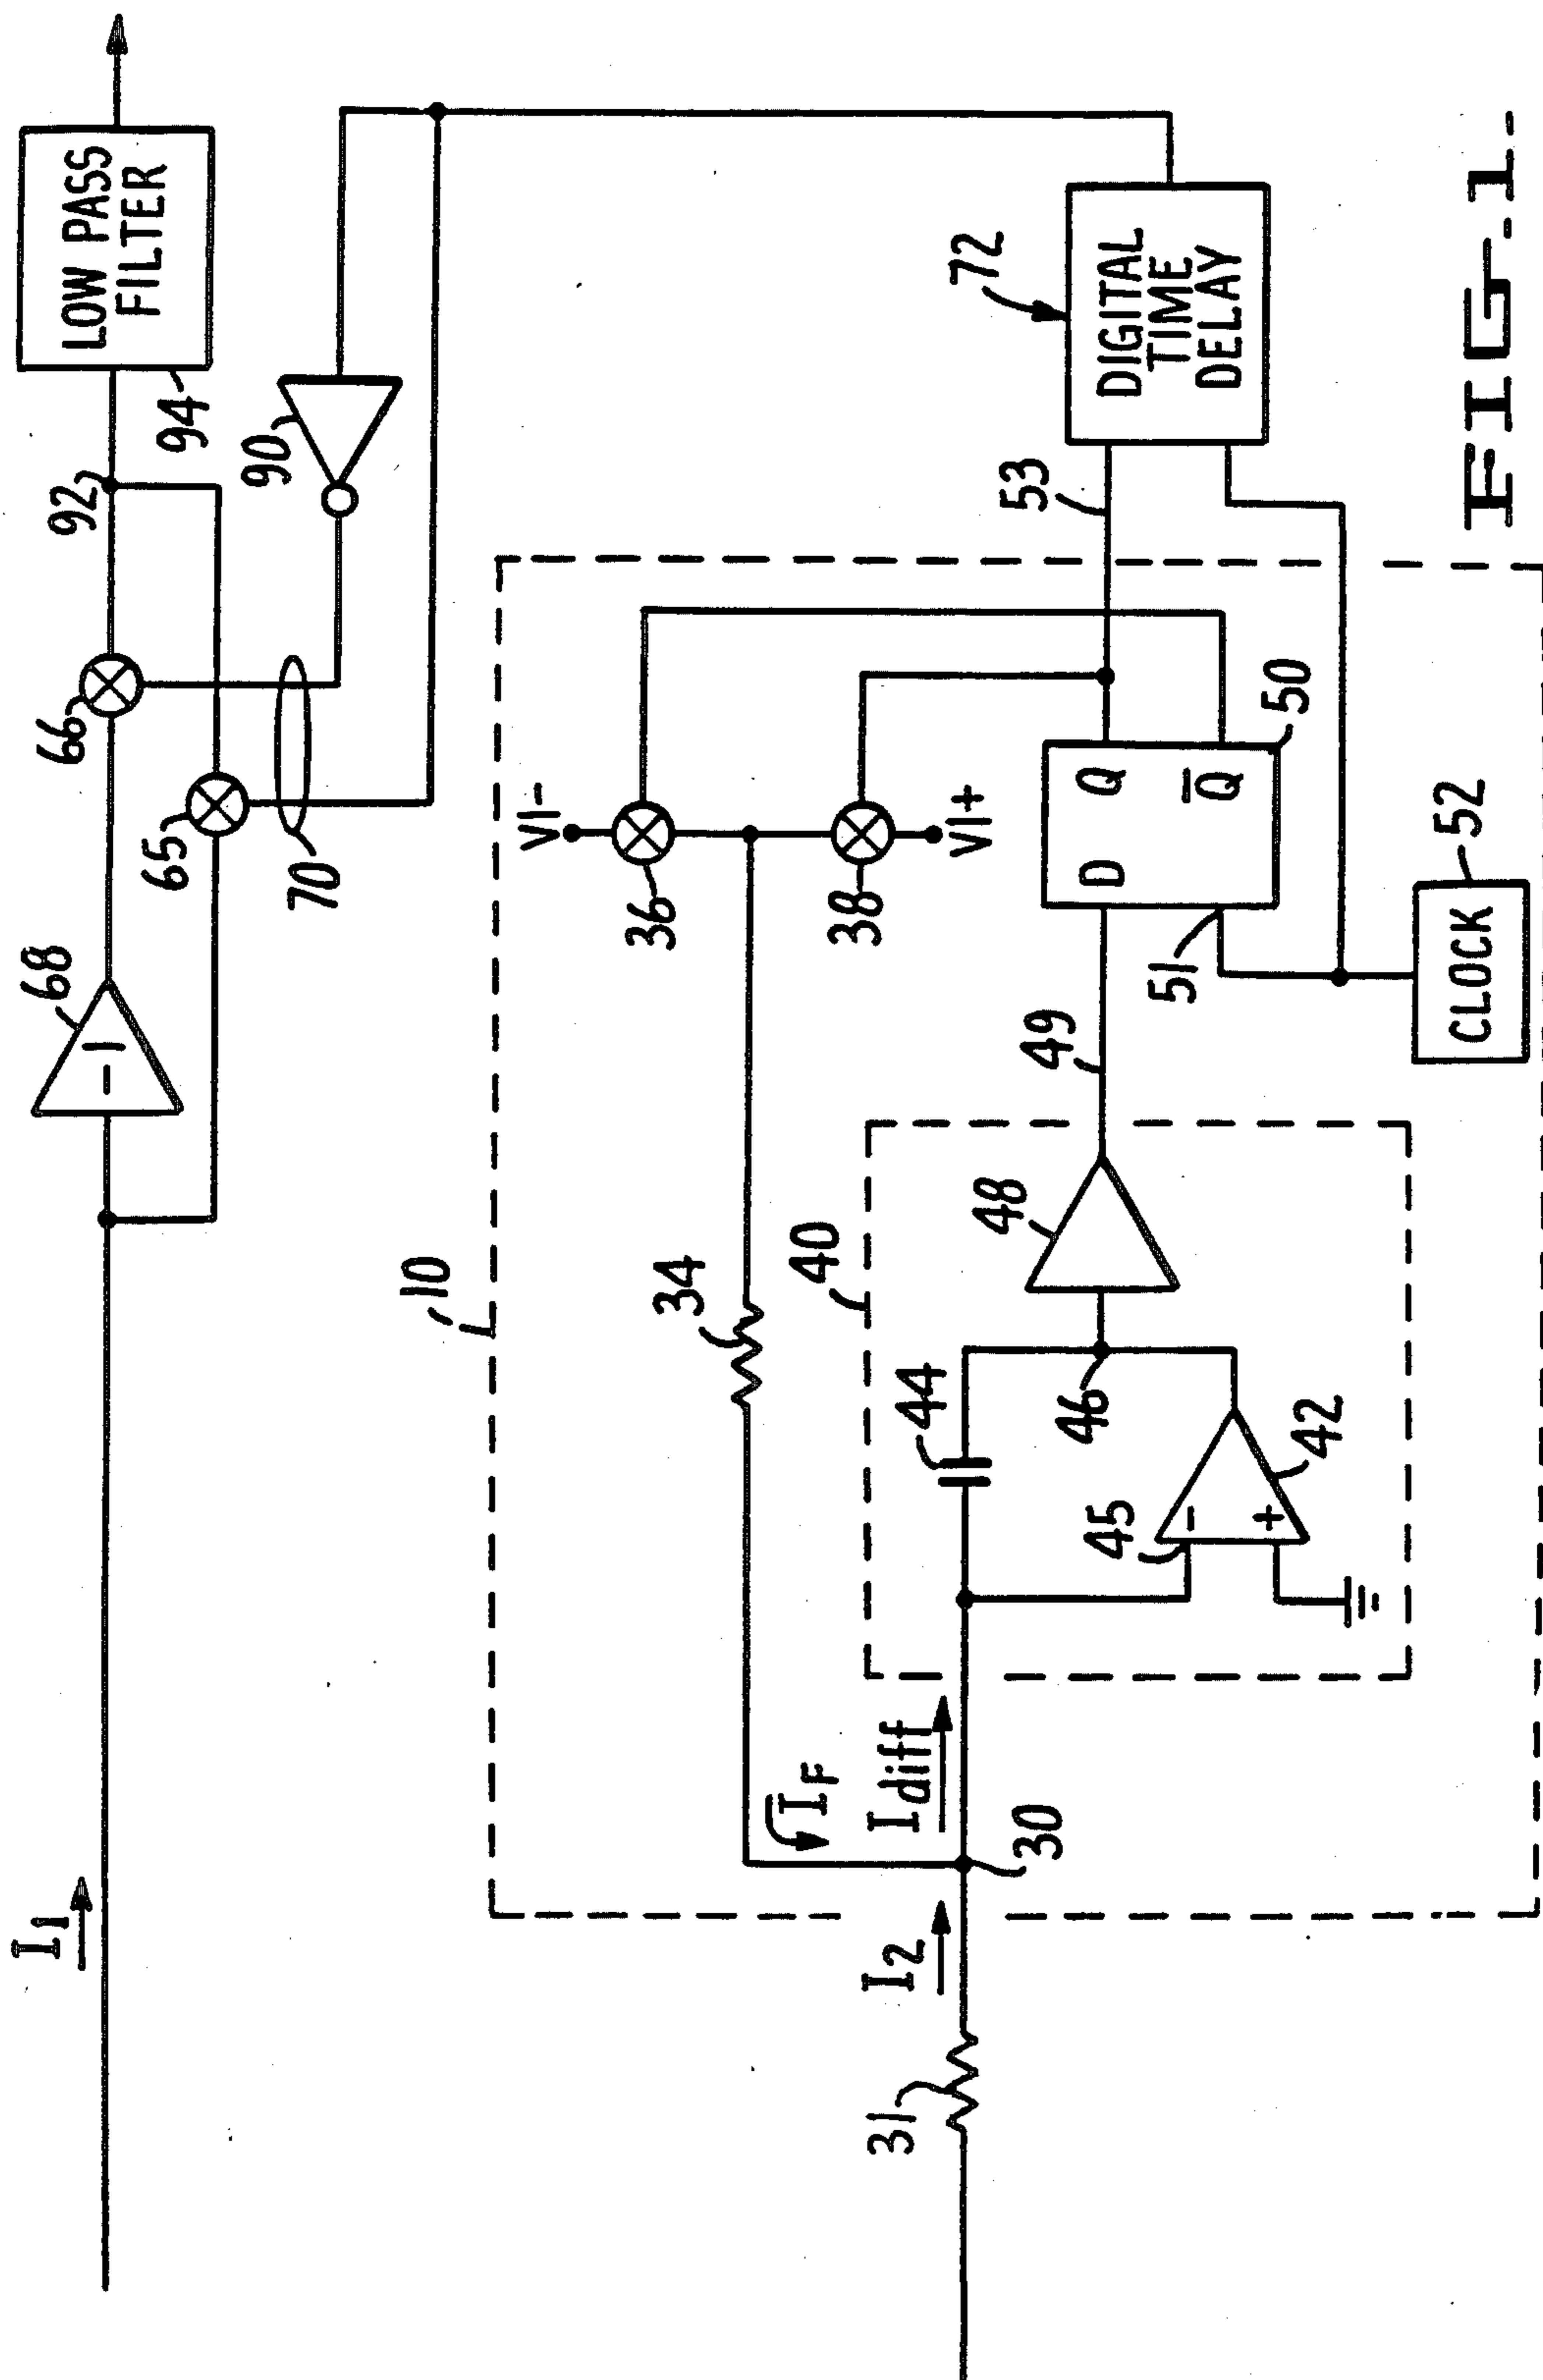 I1
68
66
92
LOW PASS
FILTER
94
65
70
90
10
34
VI-
36
38
VI+
IF
72
DIGITAL
TIME
DELAY
53
I2
Idiff
30
31
40
44
45
-
+
42
46
48
49
D
Q
Q̅
50
51
CLOCK
52
-1
FIG.1.